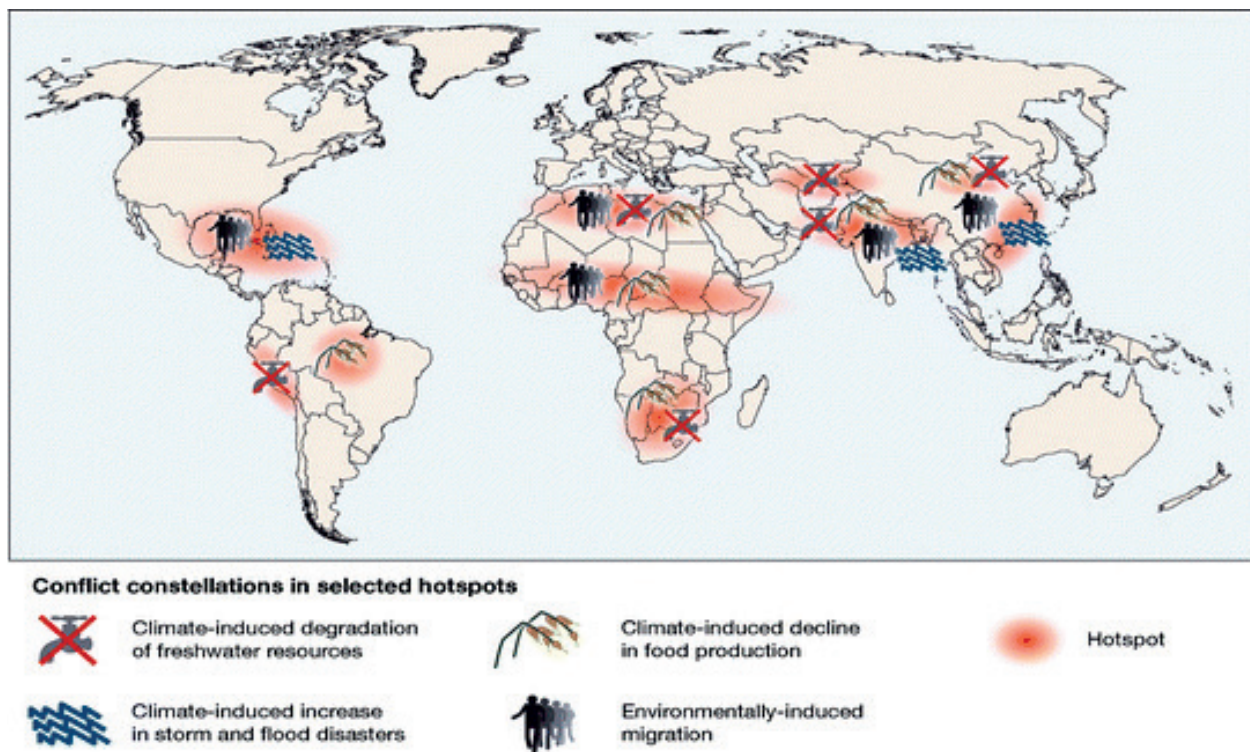 Conflict constellations in selected hotspots
Climate-induced degradation
of freshwater resources
Climate-induced decline
in food production
Hotspot
Climate-induced increase
in storm and flood disasters
Environmentally-induced
migration